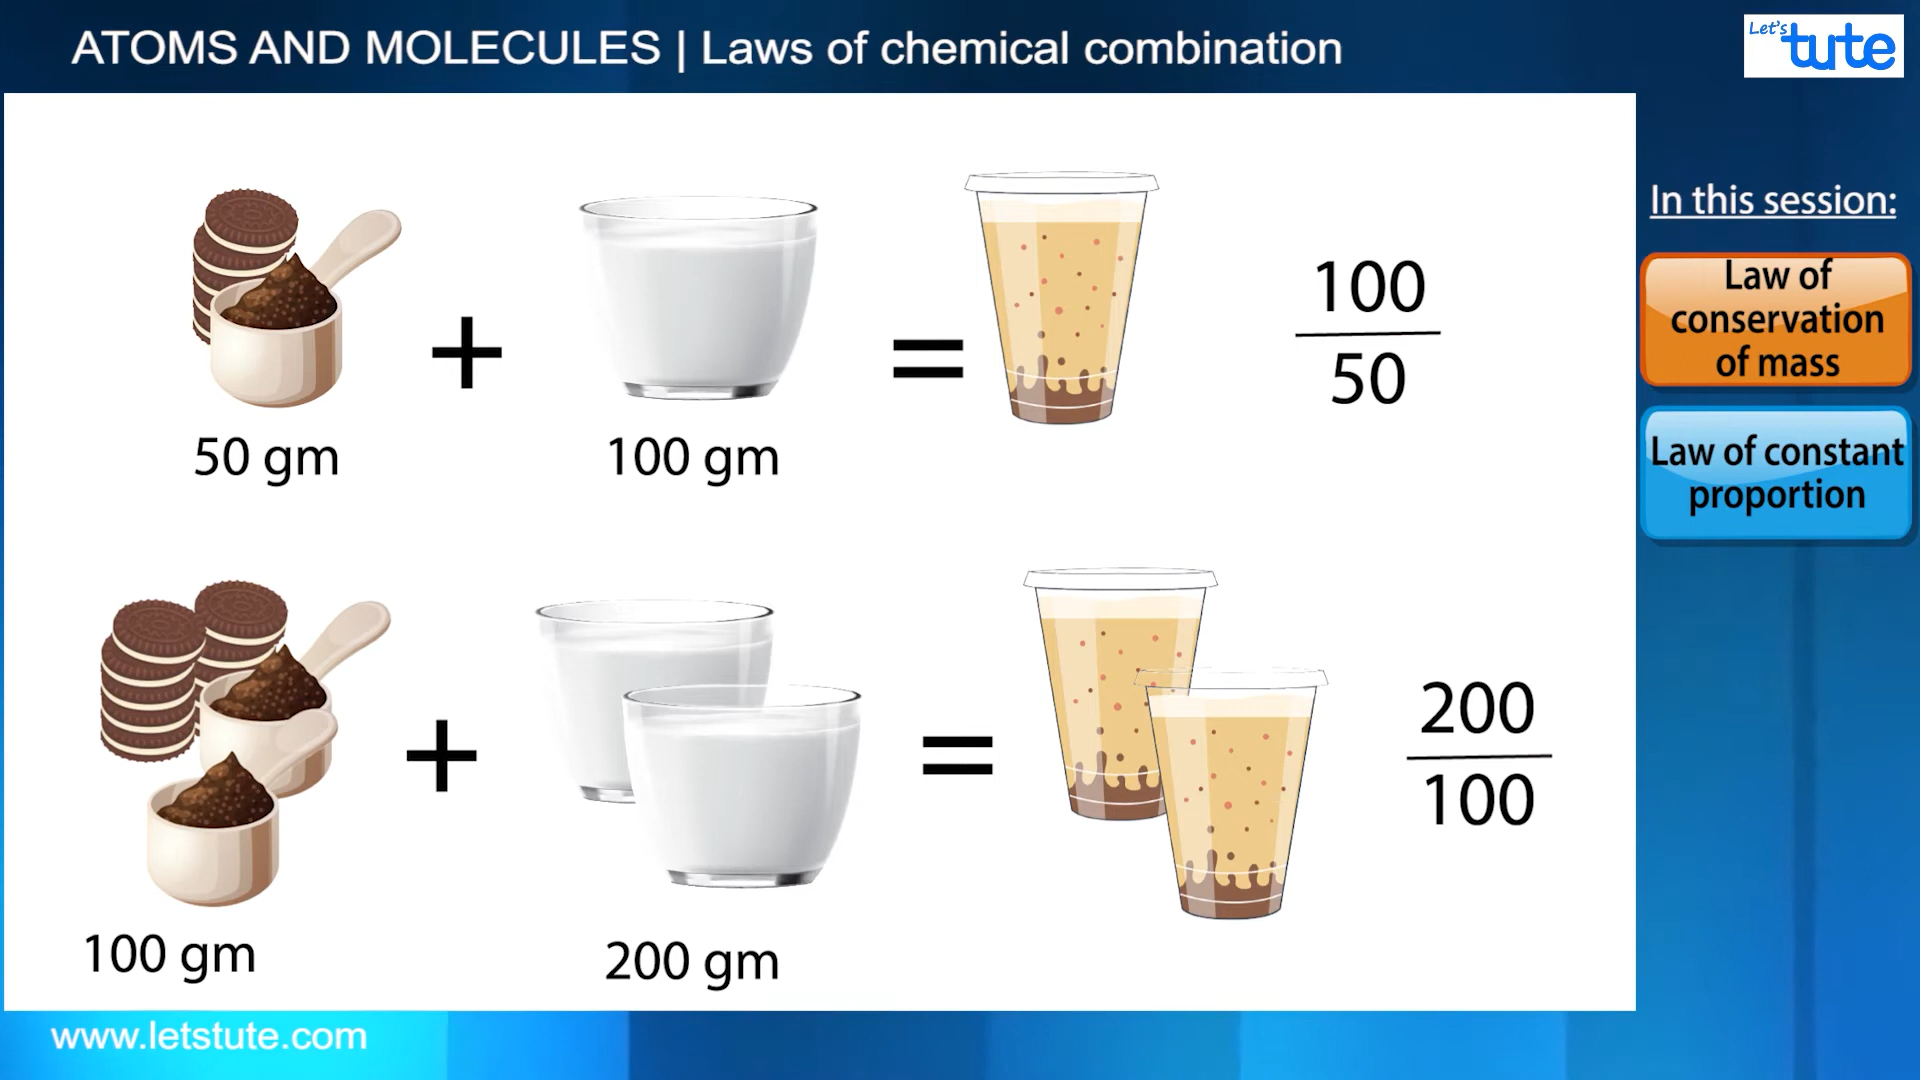 ATOMS AND MOLECULES | Laws of chemical combination
Let's
tute
In this session:
Law of
conservation
of mass
Law of constant
proportion
+
=
100
50
50 gm
100 gm
+
=
200
100
100 gm
200 gm
www.letstute.com